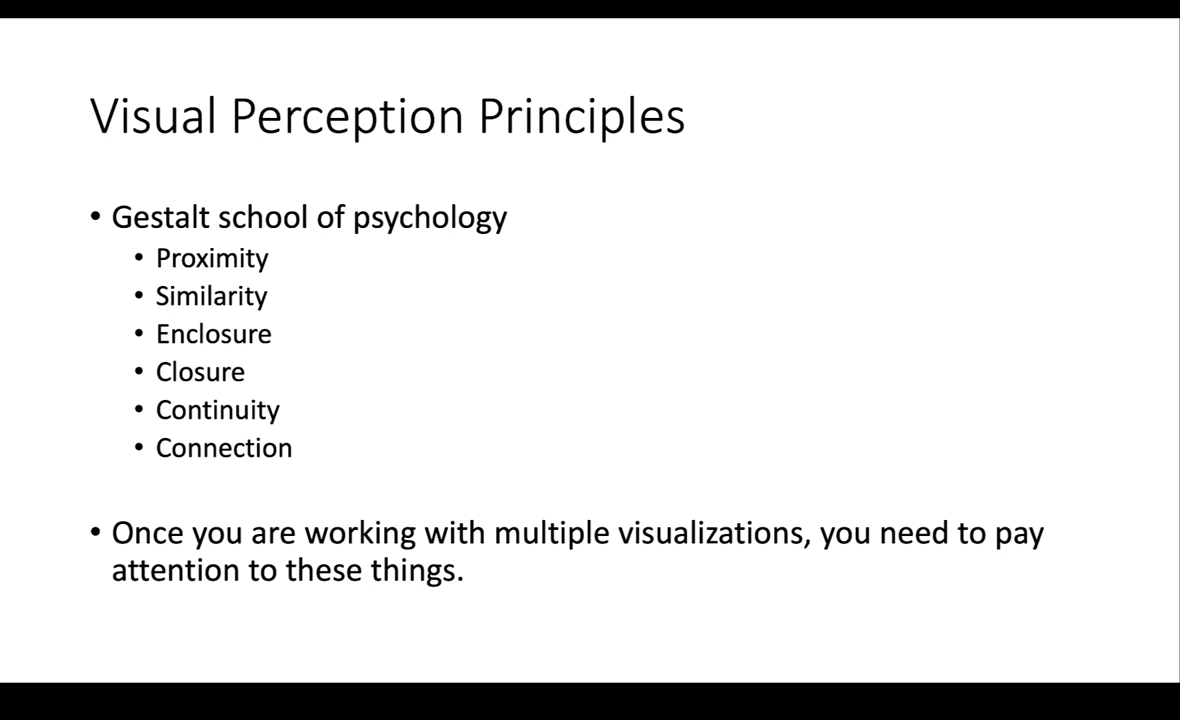 Visual Perception Principles
• Gestalt school of psychology
• Proximity
• Similarity
• Enclosure
• Closure
• Continuity
• Connection
• Once you are working with multiple visualizations, you need to pay
attention to these things.